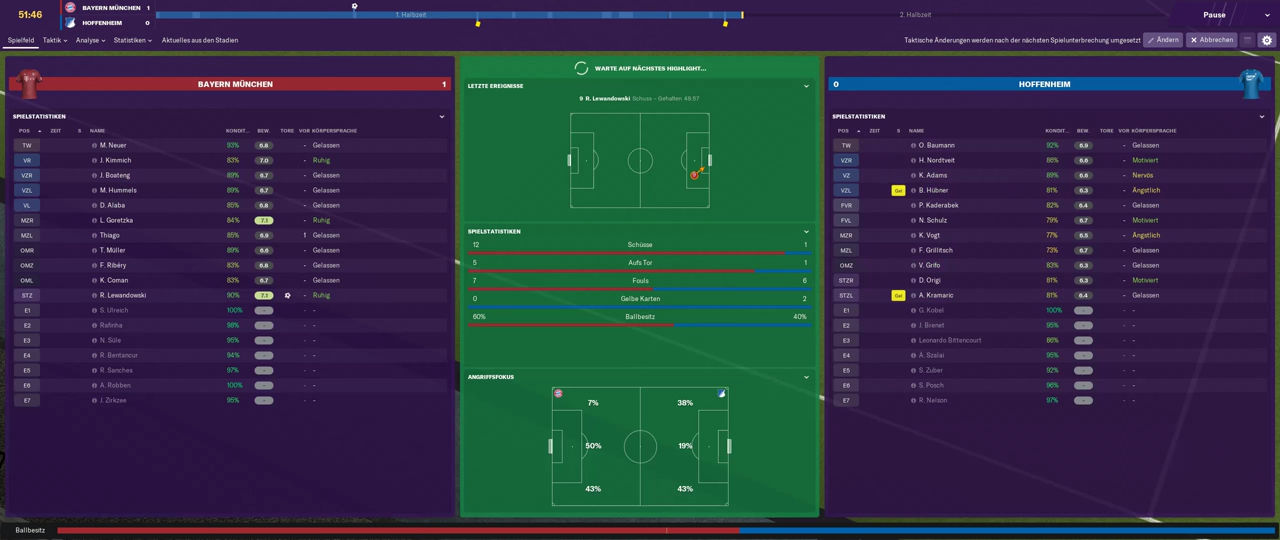 51:46
BAYERN MÜNCHEN 1
HOFFENHEIM 0
1. Halbzeit
2. Halbzeit
Pause
Spielfeld Taktik Analyse Statistiken Aktuelles aus den Stadien
Taktische Änderungen werden nach der nächsten Spielunterbrechung umgesetzt Ändern Abbrechen
BAYERN MÜNCHEN 1
SPIELSTATISTIKEN
POS ZEIT S NAME KONDIT... BEW. TORE VOR KÖRPERSPRACHE
TW M. Neuer 93% 6.8 - Gelassen
VR J. Kimmich 83% 7.0 - Ruhig
VZR J. Boateng 89% 6.7 - Gelassen
VZL M. Hummels 89% 6.7 - Gelassen
VL D. Alaba 85% 6.8 - Gelassen
MZR L. Goretzka 84% 7.1 - Ruhig
MZL Thiago 85% 6.9 1 Gelassen
OMR T. Müller 89% 6.6 - Gelassen
OMZ F. Ribéry 83% 6.8 - Gelassen
OML K. Coman 83% 6.7 - Gelassen
STZ R. Lewandowski 90% 7.1 - Ruhig
E1 S. Ulreich 100% - - -
E2 Rafinha 98% - - -
E3 N. Süle 95% - - -
E4 R. Bentancur 94% - - -
E5 R. Sanches 97% - - -
E6 A. Robben 100% - - -
E7 J. Zirkzee 95% - - -
WARTE AUF NÄCHSTES HIGHLIGHT...
LETZTE EREIGNISSE
9 R. Lewandowski Schuss – Gehalten 48:57
9
SPIELSTATISTIKEN
12 Schüsse 1
5 Aufs Tor 1
7 Fouls 6
0 Gelbe Karten 2
60% Ballbesitz 40%
ANGRIFFSFOKUS
7% 38%
50% 19%
43% 43%
0 HOFFENHEIM
SPIELSTATISTIKEN
POS ZEIT S NAME KONDIT... BEW. TORE VOR KÖRPERSPRACHE
TW O. Baumann 92% 6.9 - Gelassen
VZR H. Nordtveit 86% 6.6 - Motiviert
VZ K. Adams 89% 6.6 - Nervös
VZL Gel B. Hübner 81% 6.3 - Ängstlich
FVR P. Kaderabek 82% 6.4 - Gelassen
FVL N. Schulz 79% 6.7 - Motiviert
MZR K. Vogt 77% 6.5 - Ängstlich
MZL F. Grillitsch 73% 6.7 - Gelassen
OMZ V. Grifo 83% 6.3 - Gelassen
STZR D. Origi 81% 6.3 - Motiviert
STZL Gel A. Kramaric 81% 6.4 - Gelassen
E1 G. Kobel 100% - - -
E2 J. Brenet 95% - - -
E3 Leonardo Bittencourt 86% - - -
E4 A. Szalai 95% - - -
E5 S. Zuber 92% - - -
E6 S. Posch 96% - - -
E7 R. Nelson 97% - - -
Ballbesitz